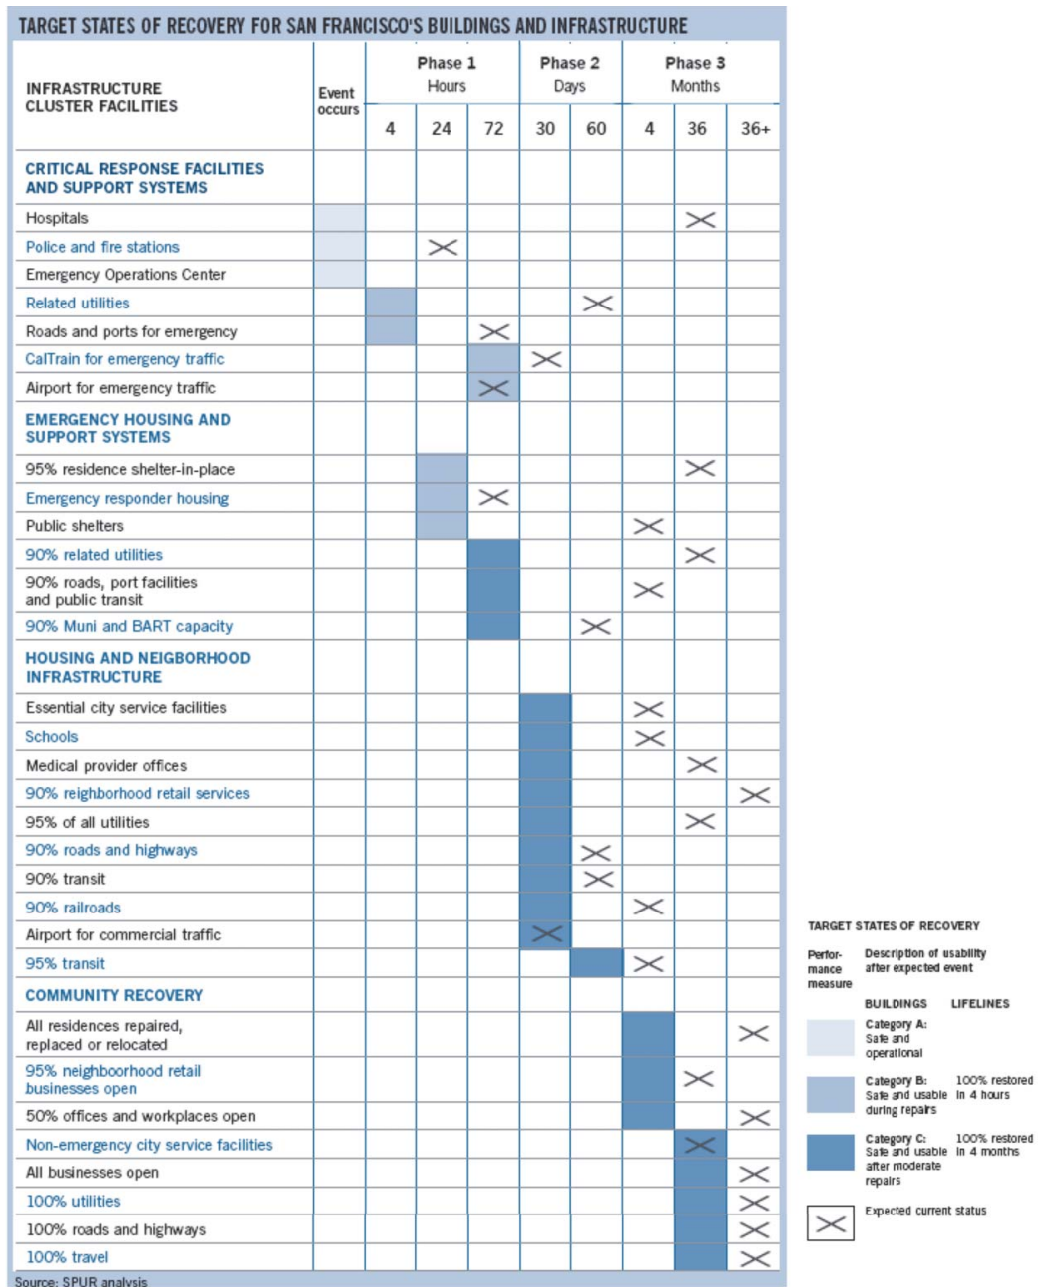 TARGET STATES OF RECOVERY FOR SAN FRANCISCO'S BUILDINGS AND INFRASTRUCTURE
INFRASTRUCTURE
CLUSTER FACILITIES
Event
occurs
Phase 1
Hours
Phase 2
Days
Phase 3
Months
4 24 72 30 60 4 36 36+
CRITICAL RESPONSE FACILITIES
AND SUPPORT SYSTEMS
Hospitals
Police and fire stations
Emergency Operations Center
Related utilities
Roads and ports for emergency
CalTrain for emergency traffic
Airport for emergency traffic
EMERGENCY HOUSING AND
SUPPORT SYSTEMS
95% residence shelter-in-place
Emergency responder housing
Public shelters
90% related utilities
90% roads, port facilities
and public transit
90% Muni and BART capacity
HOUSING AND NEIGBORHOOD
INFRASTRUCTURE
Essential city service facilities
Schools
Medical provider offices
90% neighborhood retail services
95% of all utilities
90% roads and highways
90% transit
90% railroads
Airport for commercial traffic
95% transit
COMMUNITY RECOVERY
All residences repaired,
replaced or relocated
95% neighboorhood retail
businesses open
50% offices and workplaces open
Non-emergency city service facilities
All businesses open
100% utilities
100% roads and highways
100% travel
Source: SPUR analysis
TARGET STATES OF RECOVERY
Perfor-
mance
measure
Description of usability
after expected event
BUILDINGS LIFELINES
Category A:
Safe and
operational
Category B: 100% restored
Safe and usable in 4 hours
during repairs
Category C: 100% restored
Safe and usable in 4 months
after moderate
repairs
Expected current status